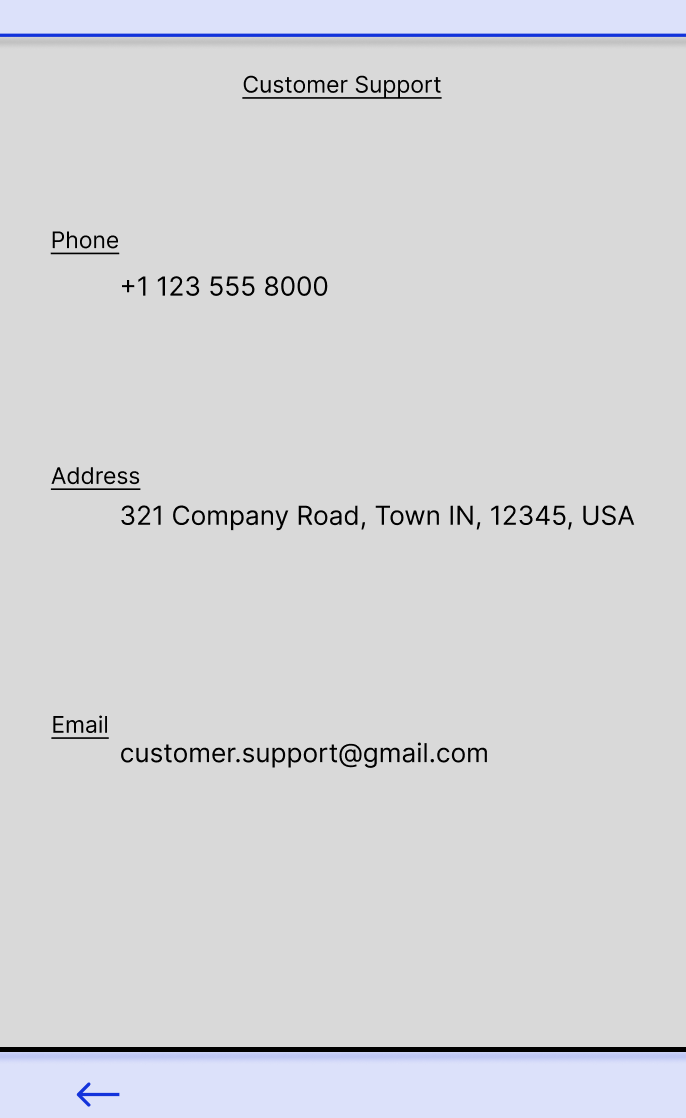 Customer Support
Phone
+1 123 555 8000
Address
321 Company Road, Town IN, 12345, USA
Email
customer.support@gmail.com